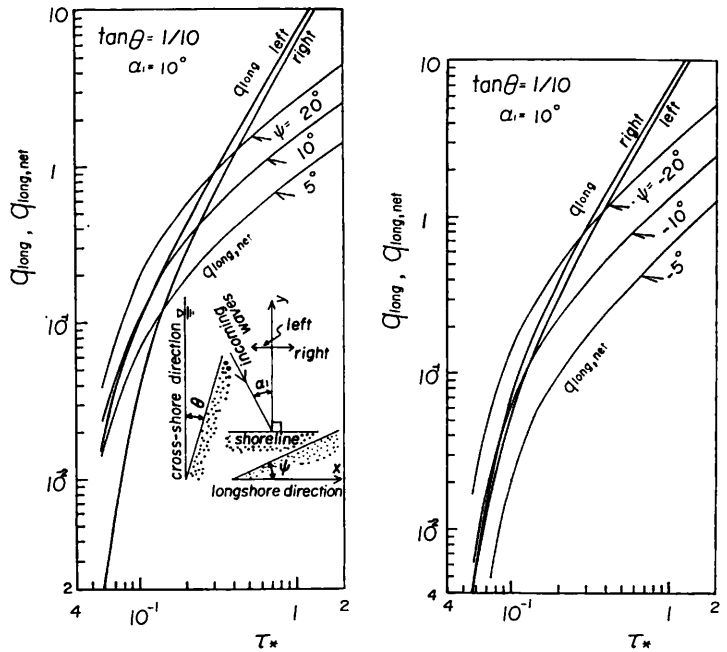 10
tanθ = 1/10
α₁ = 10°
q_long
left
right
ψ = 20°
10°
5°
1
q_long , q_long,net
q_long,net
10⁻¹
cross-shore direction
θ
incoming waves
α₁
y
left
right
shoreline
ψ
x
longshore direction
10⁻²
2
4
10⁻¹
1
2
τ*
10
tanθ = 1/10
α₁ = 10°
right
left
q_long
ψ = -20°
-10°
-5°
1
q_long , q_long,net
q_long,net
10⁻¹
10⁻²
4
4
10⁻¹
1
2
τ*